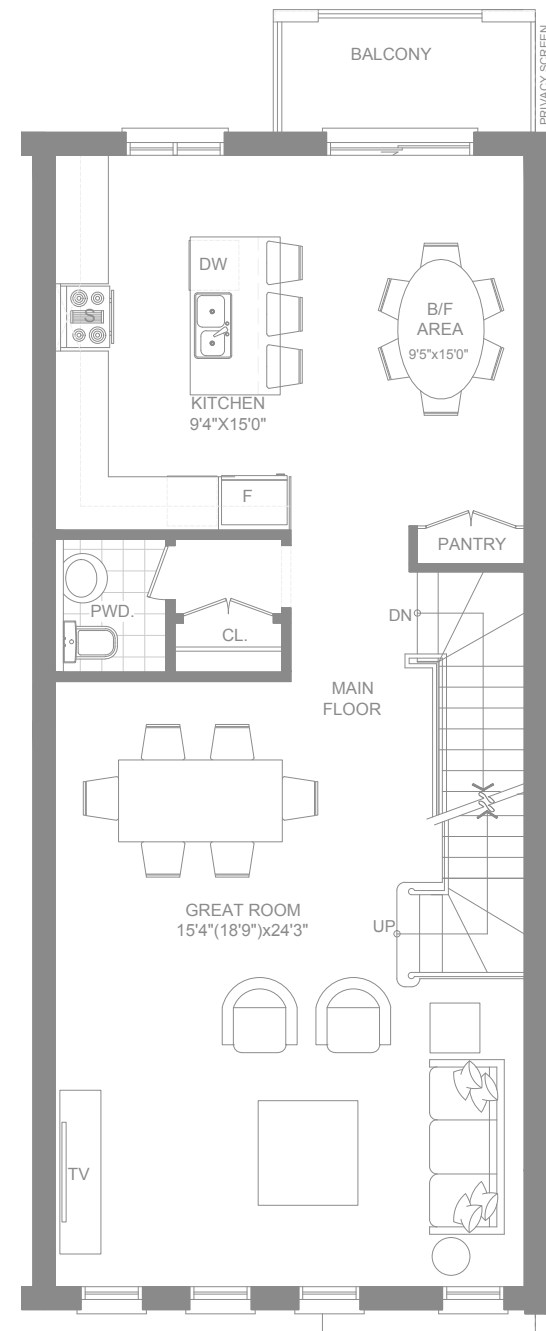 BALCONY
PRIVACY SCREEN
DW
S
B/F
AREA
9'5"x15'0"
KITCHEN
9'4"X15'0"
F
PANTRY
PWD.
CL.
DN
MAIN
FLOOR
GREAT ROOM
15'4"(18'9")x24'3"
UP
TV